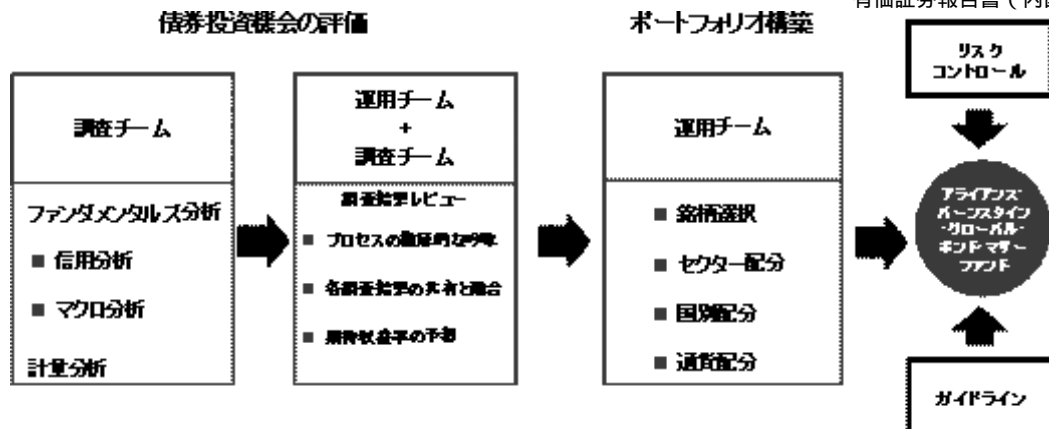 有価証券報告書(内
債券投資機会の評価
ポートフォリオ構築
調査チーム
ファンダメンタルズ分析
■ 信用分析
■ マクロ分析
計量分析
運用チーム
+
調査チーム
調査結果レビュー
■ プロセスの徹底的な
■ 各調査結果の共有と融合
■ 期待収益率の予想
運用チーム
■ 銘柄選択
■ セクター配分
■ 国別配分
■ 通貨配分
リスク
コントロール
アライアンス・
バーンスタイン
・グローバル・
ボンド・マザー
ファンド
ガイドライン